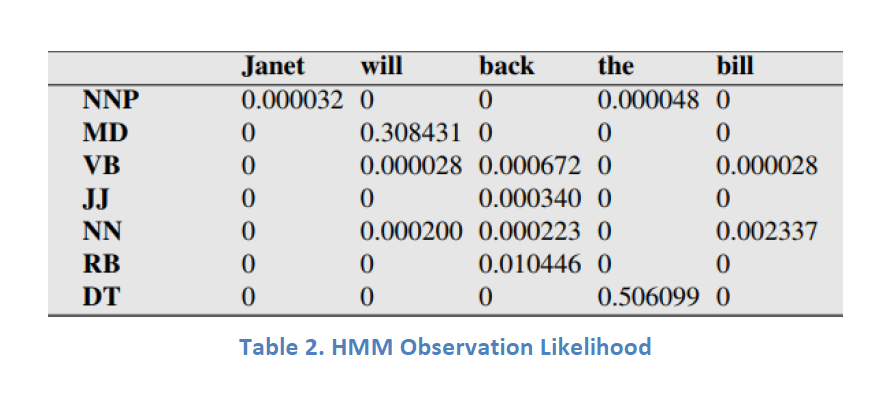 Janet will back the bill
NNP 0.000032 0 0 0.000048 0
MD 0 0.308431 0 0 0
VB 0 0.000028 0.000672 0 0.000028
JJ 0 0 0.000340 0 0
NN 0 0.000200 0.000223 0 0.002337
RB 0 0 0.010446 0 0
DT 0 0 0 0.506099 0
Table 2. HMM Observation Likelihood